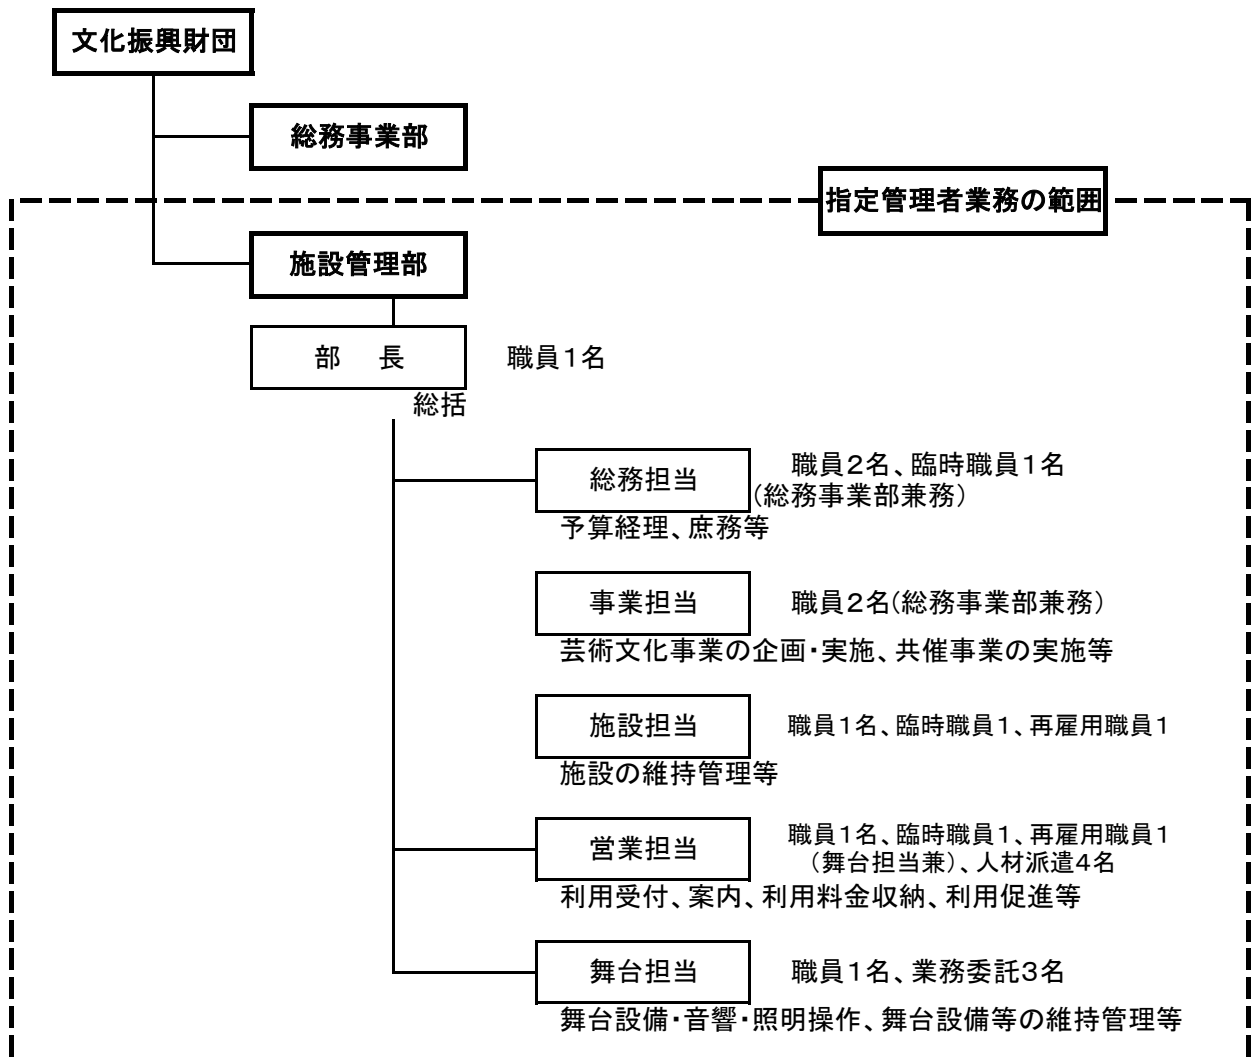 文化振興財団
総務事業部
指定管理者業務の範囲
施設管理部
部　長　職員１名
総括
総務担当　職員２名、臨時職員１名
（総務事業部兼務）
予算経理、庶務等
事業担当　職員２名（総務事業部兼務）
芸術文化事業の企画・実施、共催事業の実施等
施設担当　職員１名、臨時職員１、再雇用職員１
施設の維持管理等
営業担当　職員１名、臨時職員１、再雇用職員１
（舞台担当兼）、人材派遣４名
利用受付、案内、利用料金収納、利用促進等
舞台担当　職員１名、業務委託３名
舞台設備・音響・照明操作、舞台設備等の維持管理等